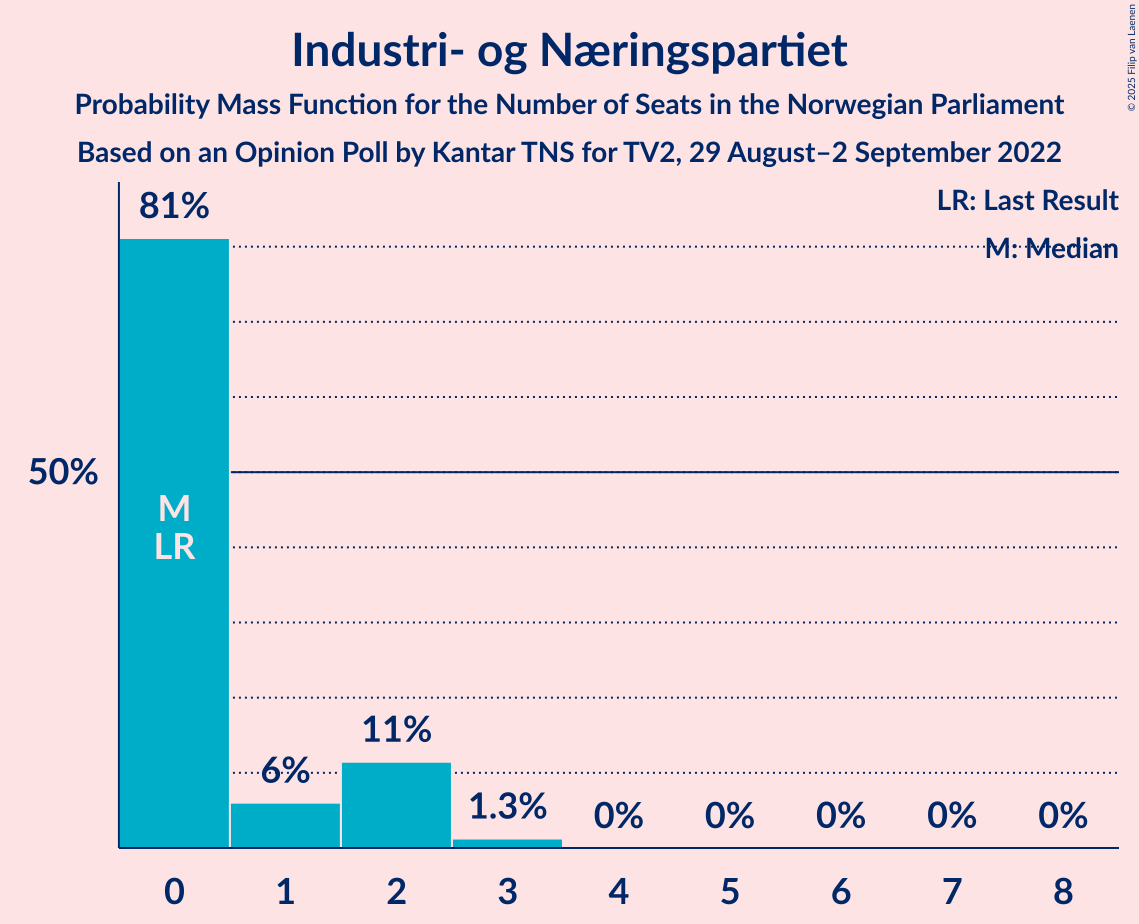 Industri- og Næringspartiet
Probability Mass Function for the Number of Seats in the Norwegian Parliament
Based on an Opinion Poll by Kantar TNS for TV2, 29 August–2 September 2022
© 2025 Filip van Laenen
LR: Last Result
M: Median
81%
50%
M
LR
6%
11%
1.3%
0%
0%
0%
0%
0%
0 1 2 3 4 5 6 7 8